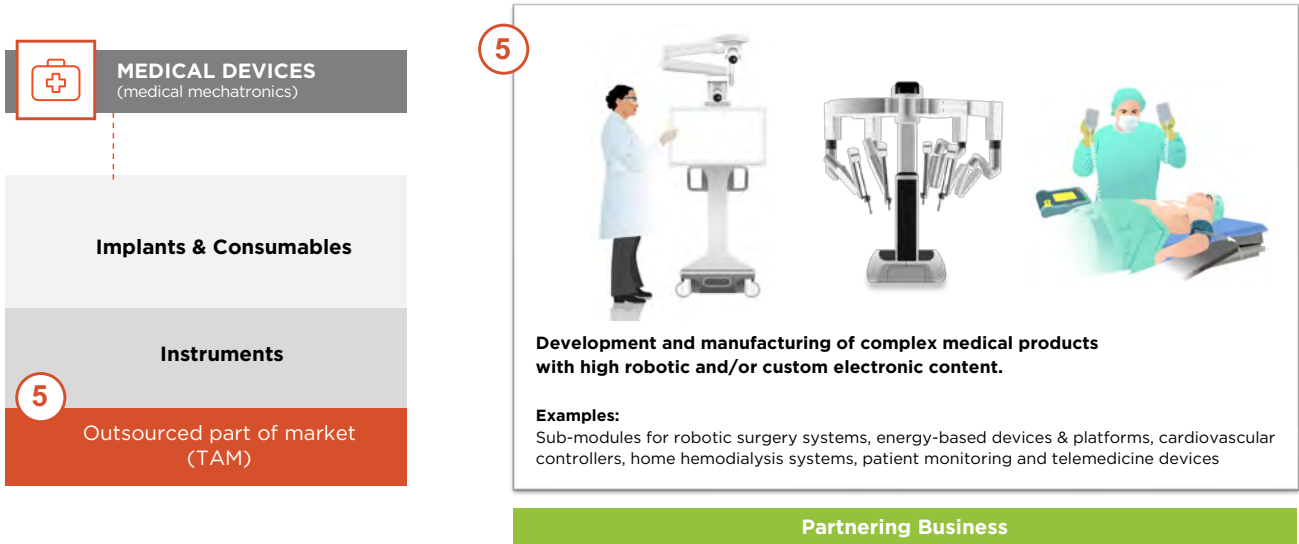 MEDICAL DEVICES
(medical mechatronics)
Implants & Consumables
Instruments
5
Outsourced part of market
(TAM)
5
Development and manufacturing of complex medical products
with high robotic and/or custom electronic content.
Examples:
Sub-modules for robotic surgery systems, energy-based devices & platforms, cardiovascular
controllers, home hemodialysis systems, patient monitoring and telemedicine devices
Partnering Business